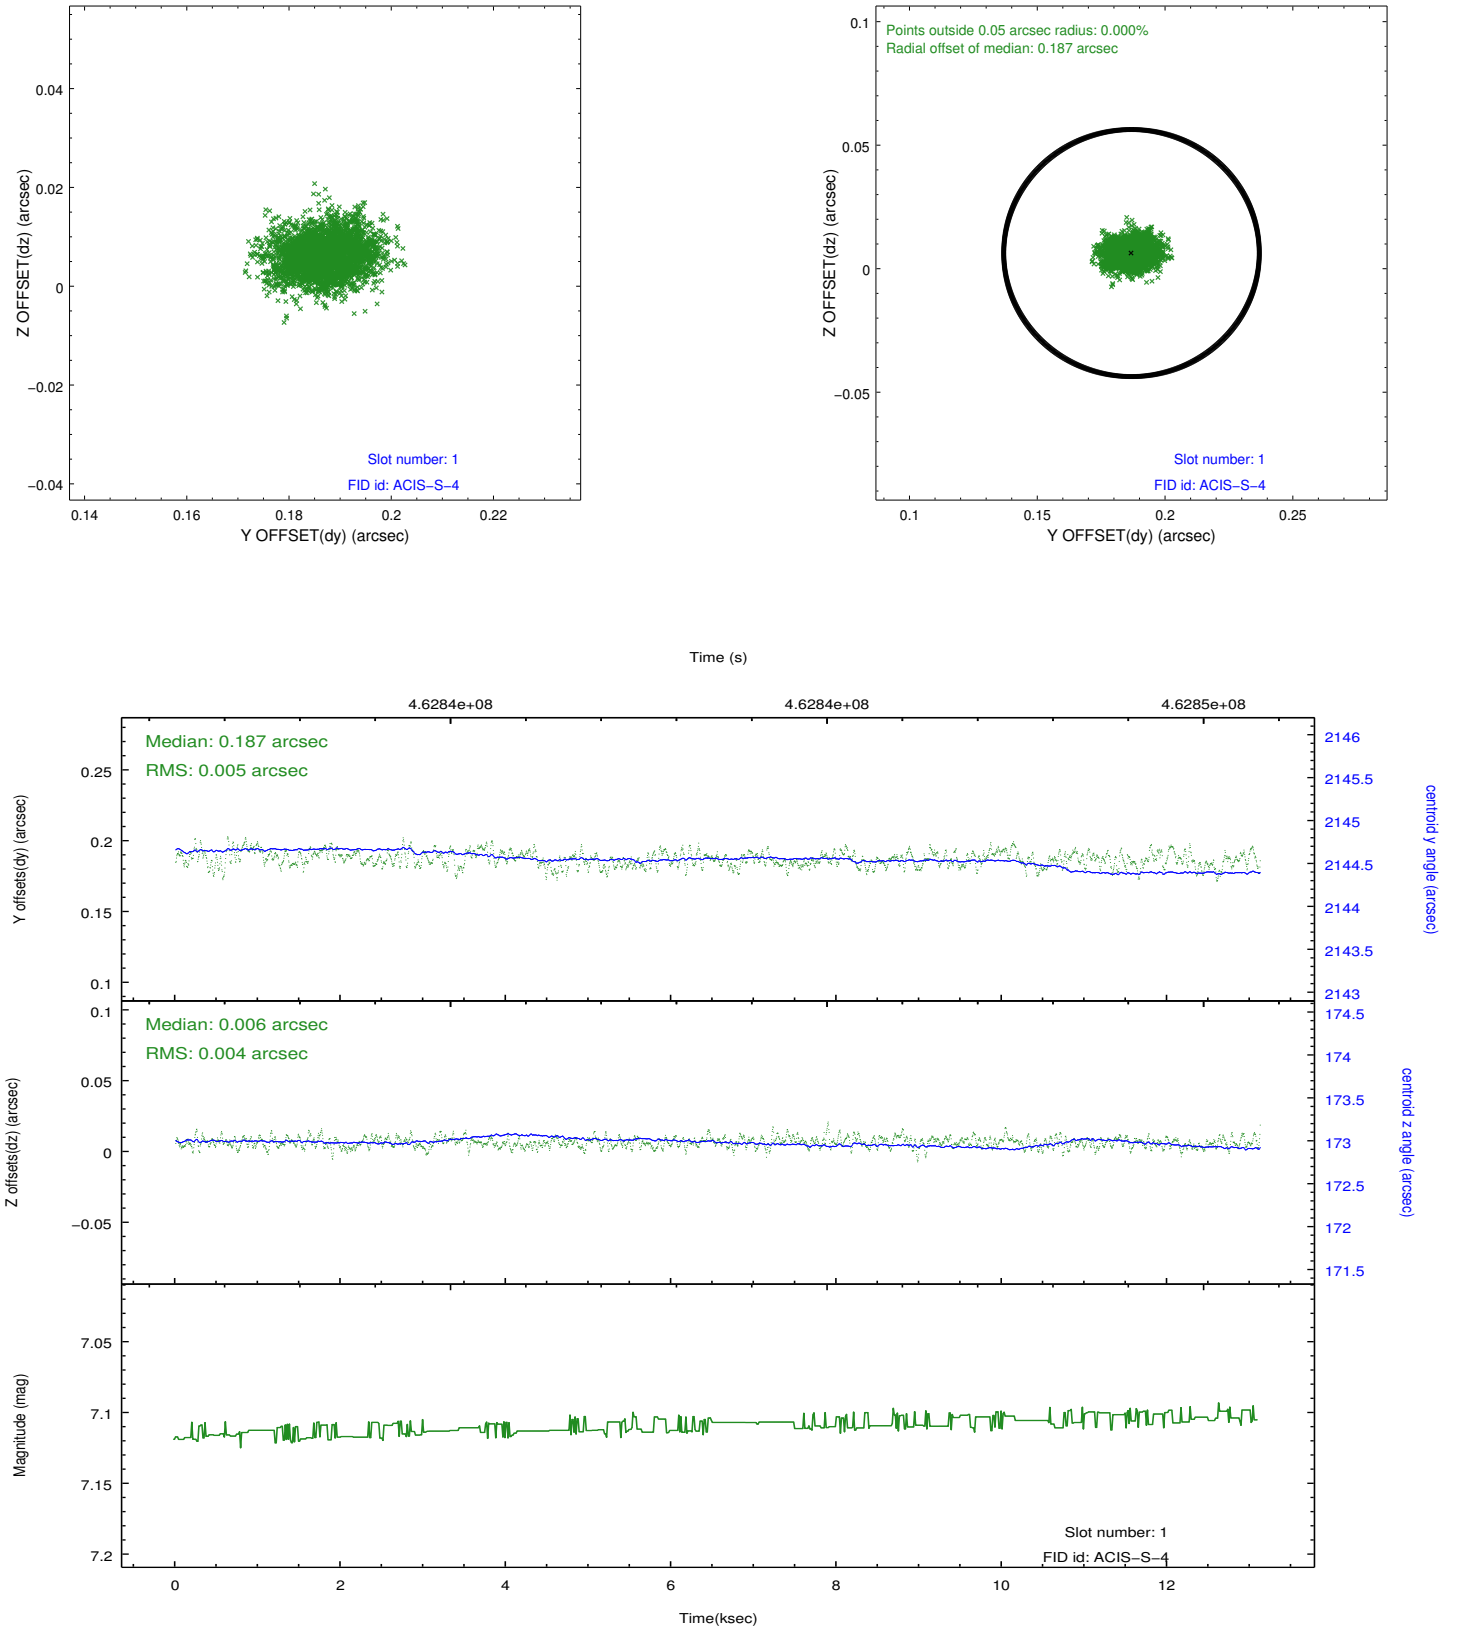 0.04
0.02
0
−0.02
−0.04
Z OFFSET(dz) (arcsec)
Slot number: 1
FID id: ACIS−S−4
0.14
0.16
0.18
0.2
0.22
Y OFFSET(dy) (arcsec)
Points outside 0.05 arcsec radius: 0.000%
Radial offset of median: 0.187 arcsec
0.1
0.05
0
−0.05
Z OFFSET(dz) (arcsec)
Slot number: 1
FID id: ACIS−S−4
0.1
0.15
0.2
0.25
Y OFFSET(dy) (arcsec)
Time (s)
4.6284e+08
4.6284e+08
4.6285e+08
Median: 0.187 arcsec
RMS: 0.005 arcsec
0.25
0.2
0.15
0.1
Y offsets(dy) (arcsec)
2146
2145.5
2145
2144.5
2144
2143.5
2143
centroid y angle (arcsec)
Median: 0.006 arcsec
RMS: 0.004 arcsec
0.1
0.05
0
−0.05
Z offsets(dz) (arcsec)
174.5
174
173.5
173
172.5
172
171.5
centroid z angle (arcsec)
7.05
7.1
7.15
7.2
Magnitude (mag)
Slot number: 1
FID id: ACIS−S−4
0
2
4
6
8
10
12
Time(ksec)